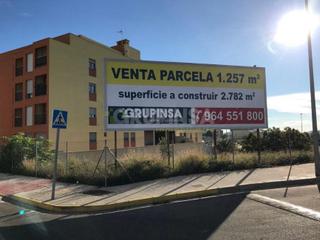 VENTA PARCELA 1.257 m²
superficie a construir 2.782 m²
GRUPINSA
964 551 800